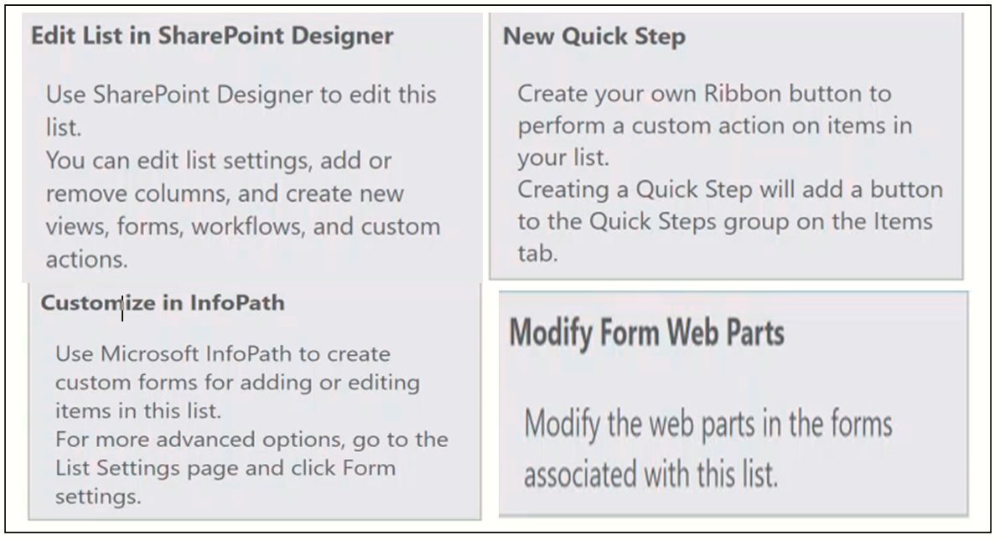 Edit List in SharePoint Designer
Use SharePoint Designer to edit this
list.
You can edit list settings, add or
remove columns, and create new
views, forms, workflows, and custom
actions.
New Quick Step
Create your own Ribbon button to
perform a custom action on items in
your list.
Creating a Quick Step will add a button
to the Quick Steps group on the Items
tab.
Customize in InfoPath
Use Microsoft InfoPath to create
custom forms for adding or editing
items in this list.
For more advanced options, go to the
List Settings page and click Form
settings.
Modify Form Web Parts
Modify the web parts in the forms
associated with this list.